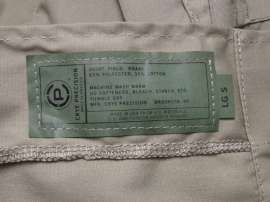 CRYE PRECISION
SHIRT, FIELD,
65% POLYESTER, 35% COTTON
MACHINE WASH WARM
NO SOFTENERS, BLEACH, STARCH, ETC
TUMBLE DRY
MFG. CRYE PRECISION BROOKLYN, NY
LG S